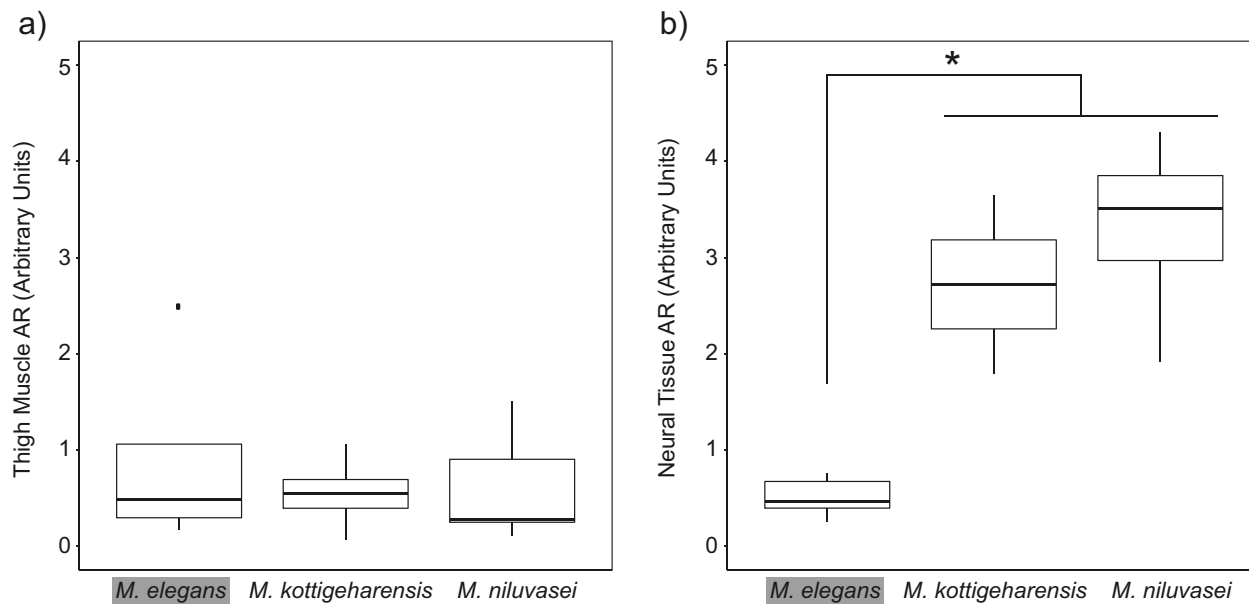 a)
Thigh Muscle AR (Arbitrary Units)
5
4
3
2
1
0
M. elegans
M. kottigeharensis
M. niluvasei
b)
Neural Tissue AR (Arbitrary Units)
5
4
3
2
1
0
*
M. elegans
M. kottigeharensis
M. niluvasei